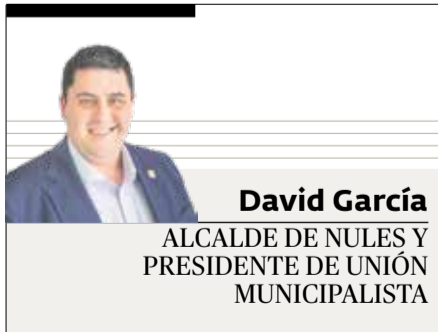 David García
ALCALDE DE NULES Y
PRESIDENTE DE UNIÓN
MUNICIPALISTA